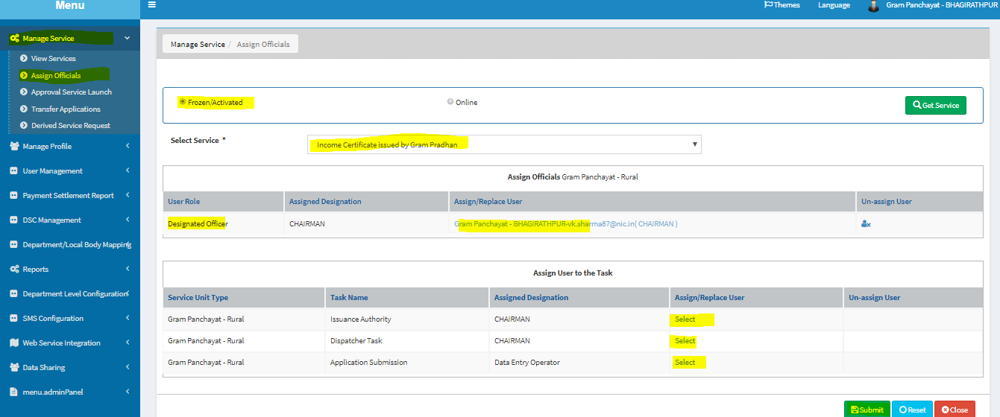 Menu
Themes
Language
Gram Panchayat - BHAGIRATHPUR
Manage Service
View Services
Assign Officials
Approval Service Launch
Transfer Applications
Derived Service Request
Manage Profile
User Management
Payment Settlement Report
DSC Management
Department/Local Body Mapping
Reports
Department Level Configuration
SMS Configuration
Web Service Integration
Data Sharing
menu.adminPanel
Manage Service / Assign Officials
Frozen/Activated
Online
Get Service
Select Service *
Income Certificate issued by Gram Pradhan
Assign Officials Gram Panchayat - Rural
User Role Assigned Designation Assign/Replace User Un-assign User
Designated Officer CHAIRMAN Gram Panchayat - BHAGIRATHPUR-vk.sharma87@nic.in( CHAIRMAN )
Assign User to the Task
Service Unit Type Task Name Assigned Designation Assign/Replace User Un-assign User
Gram Panchayat - Rural Issuance Authority CHAIRMAN Select
Gram Panchayat - Rural Dispatcher Task CHAIRMAN Select
Gram Panchayat - Rural Application Submission Data Entry Operator Select
Submit Reset Close